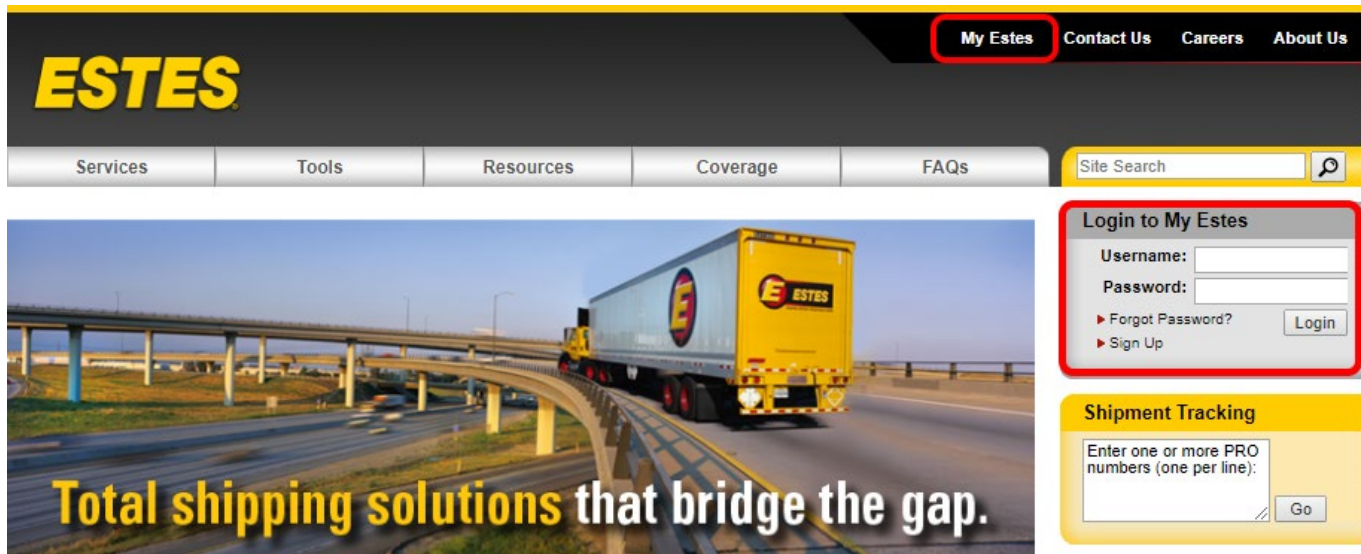 My Estes Contact Us Careers About Us
ESTES
Services Tools Resources Coverage FAQs
Site Search
Login to My Estes
Username:
Password:
Forgot Password?
Login
Sign Up
E
E ESTES
Total shipping solutions that bridge the gap.
Shipment Tracking
Enter one or more PRO
numbers (one per line):
Go